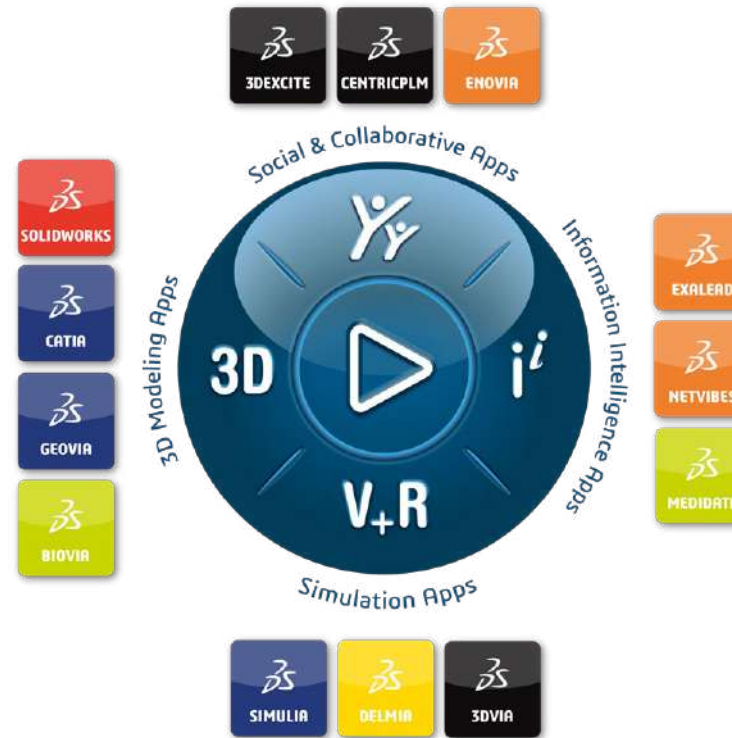 3DEXCITE
CENTRICPLM
ENOVIA
Social & Collaborative Apps
SOLIDWORKS
CATIA
GEOVIA
BIOVIA
3D Modeling Apps
3D
i i
V+R
Information Intelligence Apps
EXALEAD
NETVIBES
MEDIDATA
Simulation Apps
SIMULIA
DELMIA
3DVIA